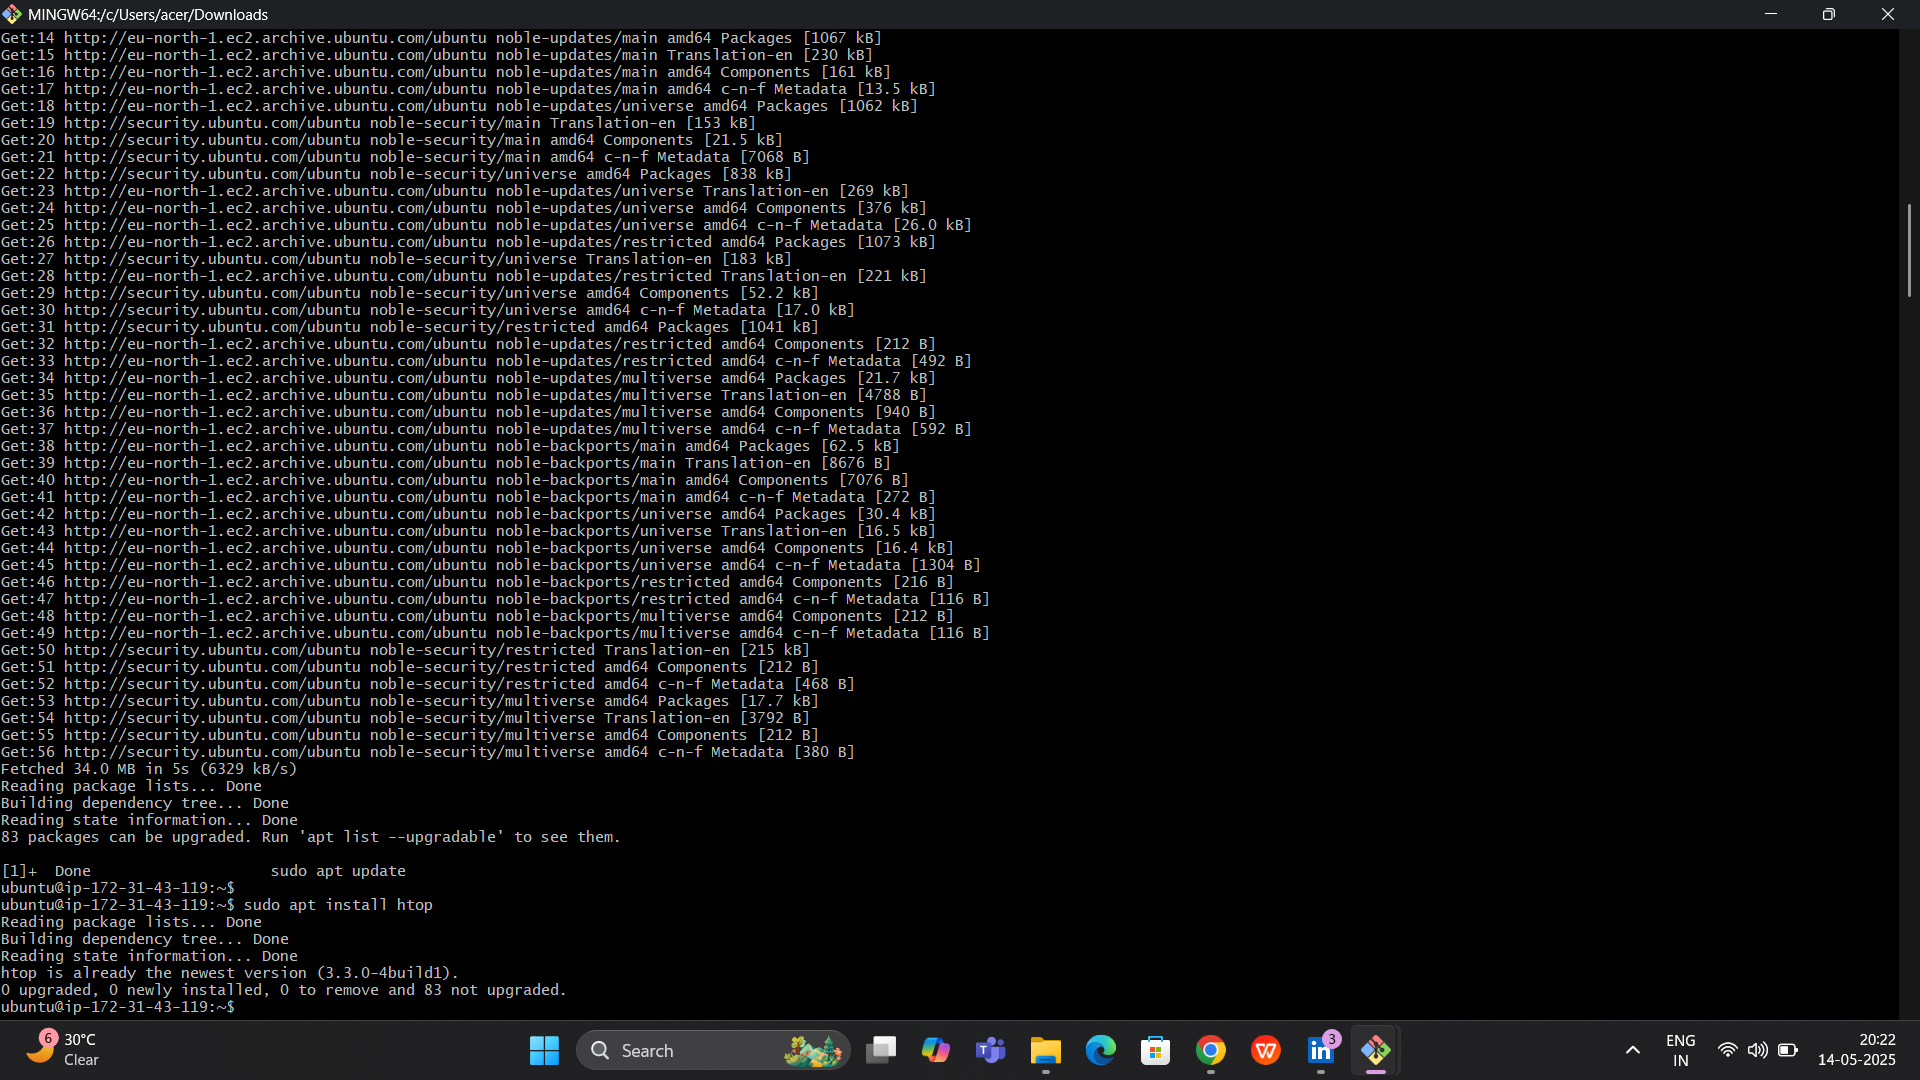 MINGW64:/c/Users/acer/Downloads
Get:14 http://eu-north-1.ec2.archive.ubuntu.com/ubuntu noble-updates/main amd64 Packages [1067 kB]
Get:15 http://eu-north-1.ec2.archive.ubuntu.com/ubuntu noble-updates/main Translation-en [230 kB]
Get:16 http://eu-north-1.ec2.archive.ubuntu.com/ubuntu noble-updates/main amd64 Components [161 kB]
Get:17 http://eu-north-1.ec2.archive.ubuntu.com/ubuntu noble-updates/main amd64 c-n-f Metadata [13.5 kB]
Get:18 http://eu-north-1.ec2.archive.ubuntu.com/ubuntu noble-updates/universe amd64 Packages [1062 kB]
Get:19 http://security.ubuntu.com/ubuntu noble-security/main Translation-en [153 kB]
Get:20 http://security.ubuntu.com/ubuntu noble-security/main amd64 Components [21.5 kB]
Get:21 http://security.ubuntu.com/ubuntu noble-security/main amd64 c-n-f Metadata [7068 B]
Get:22 http://security.ubuntu.com/ubuntu noble-security/universe amd64 Packages [838 kB]
Get:23 http://eu-north-1.ec2.archive.ubuntu.com/ubuntu noble-updates/universe Translation-en [269 kB]
Get:24 http://eu-north-1.ec2.archive.ubuntu.com/ubuntu noble-updates/universe amd64 Components [376 kB]
Get:25 http://eu-north-1.ec2.archive.ubuntu.com/ubuntu noble-updates/universe amd64 c-n-f Metadata [26.0 kB]
Get:26 http://eu-north-1.ec2.archive.ubuntu.com/ubuntu noble-updates/restricted amd64 Packages [1073 kB]
Get:27 http://security.ubuntu.com/ubuntu noble-security/universe Translation-en [183 kB]
Get:28 http://eu-north-1.ec2.archive.ubuntu.com/ubuntu noble-updates/restricted Translation-en [221 kB]
Get:29 http://security.ubuntu.com/ubuntu noble-security/universe amd64 Components [52.2 kB]
Get:30 http://security.ubuntu.com/ubuntu noble-security/universe amd64 c-n-f Metadata [17.0 kB]
Get:31 http://security.ubuntu.com/ubuntu noble-security/restricted amd64 Packages [1041 kB]
Get:32 http://eu-north-1.ec2.archive.ubuntu.com/ubuntu noble-updates/restricted amd64 Components [212 B]
Get:33 http://eu-north-1.ec2.archive.ubuntu.com/ubuntu noble-updates/restricted amd64 c-n-f Metadata [492 B]
Get:34 http://eu-north-1.ec2.archive.ubuntu.com/ubuntu noble-updates/multiverse amd64 Packages [21.7 kB]
Get:35 http://eu-north-1.ec2.archive.ubuntu.com/ubuntu noble-updates/multiverse Translation-en [4788 B]
Get:36 http://eu-north-1.ec2.archive.ubuntu.com/ubuntu noble-updates/multiverse amd64 Components [940 B]
Get:37 http://eu-north-1.ec2.archive.ubuntu.com/ubuntu noble-updates/multiverse amd64 c-n-f Metadata [592 B]
Get:38 http://eu-north-1.ec2.archive.ubuntu.com/ubuntu noble-backports/main amd64 Packages [62.5 kB]
Get:39 http://eu-north-1.ec2.archive.ubuntu.com/ubuntu noble-backports/main Translation-en [8676 B]
Get:40 http://eu-north-1.ec2.archive.ubuntu.com/ubuntu noble-backports/main amd64 Components [7076 B]
Get:41 http://eu-north-1.ec2.archive.ubuntu.com/ubuntu noble-backports/main amd64 c-n-f Metadata [272 B]
Get:42 http://eu-north-1.ec2.archive.ubuntu.com/ubuntu noble-backports/universe amd64 Packages [30.4 kB]
Get:43 http://eu-north-1.ec2.archive.ubuntu.com/ubuntu noble-backports/universe Translation-en [16.5 kB]
Get:44 http://eu-north-1.ec2.archive.ubuntu.com/ubuntu noble-backports/universe amd64 Components [16.4 kB]
Get:45 http://eu-north-1.ec2.archive.ubuntu.com/ubuntu noble-backports/universe amd64 c-n-f Metadata [1304 B]
Get:46 http://eu-north-1.ec2.archive.ubuntu.com/ubuntu noble-backports/restricted amd64 Components [216 B]
Get:47 http://eu-north-1.ec2.archive.ubuntu.com/ubuntu noble-backports/restricted amd64 c-n-f Metadata [116 B]
Get:48 http://eu-north-1.ec2.archive.ubuntu.com/ubuntu noble-backports/multiverse amd64 Components [212 B]
Get:49 http://eu-north-1.ec2.archive.ubuntu.com/ubuntu noble-backports/multiverse amd64 c-n-f Metadata [116 B]
Get:50 http://security.ubuntu.com/ubuntu noble-security/restricted Translation-en [215 kB]
Get:51 http://security.ubuntu.com/ubuntu noble-security/restricted amd64 Components [212 B]
Get:52 http://security.ubuntu.com/ubuntu noble-security/restricted amd64 c-n-f Metadata [468 B]
Get:53 http://security.ubuntu.com/ubuntu noble-security/multiverse amd64 Packages [17.7 kB]
Get:54 http://security.ubuntu.com/ubuntu noble-security/multiverse Translation-en [3792 B]
Get:55 http://security.ubuntu.com/ubuntu noble-security/multiverse amd64 Components [212 B]
Get:56 http://security.ubuntu.com/ubuntu noble-security/multiverse amd64 c-n-f Metadata [380 B]
Fetched 34.0 MB in 5s (6329 kB/s)
Reading package lists... Done
Building dependency tree... Done
Reading state information... Done
83 packages can be upgraded. Run 'apt list --upgradable' to see them.
[1]+  Done                    sudo apt update
ubuntu@ip-172-31-43-119:~$
ubuntu@ip-172-31-43-119:~$ sudo apt install htop
Reading package lists... Done
Building dependency tree... Done
Reading state information... Done
htop is already the newest version (3.3.0-4build1).
0 upgraded, 0 newly installed, 0 to remove and 83 not upgraded.
ubuntu@ip-172-31-43-119:~$
6
30°C
Clear
Search
3
ENG
IN
20:22
14-05-2025